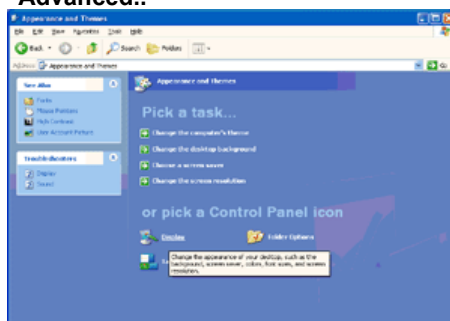 Advanced..
Appearance and Themes
File Edit View Favorites Tools Help
Back Search Folders
Address Appearance and Themes Go
See Also
Fonts
Mouse Pointers
High Contrast
User Account Picture
Troubleshooters
Display
Sound
Appearance and Themes
Pick a task...
Change the computer's theme
Change the desktop background
Choose a screen saver
Change the screen resolution
or pick a Control Panel icon
Display Folder Options
Change the appearance of your desktop, such as the
background, screen saver, colors, font sizes, and screen
resolution.